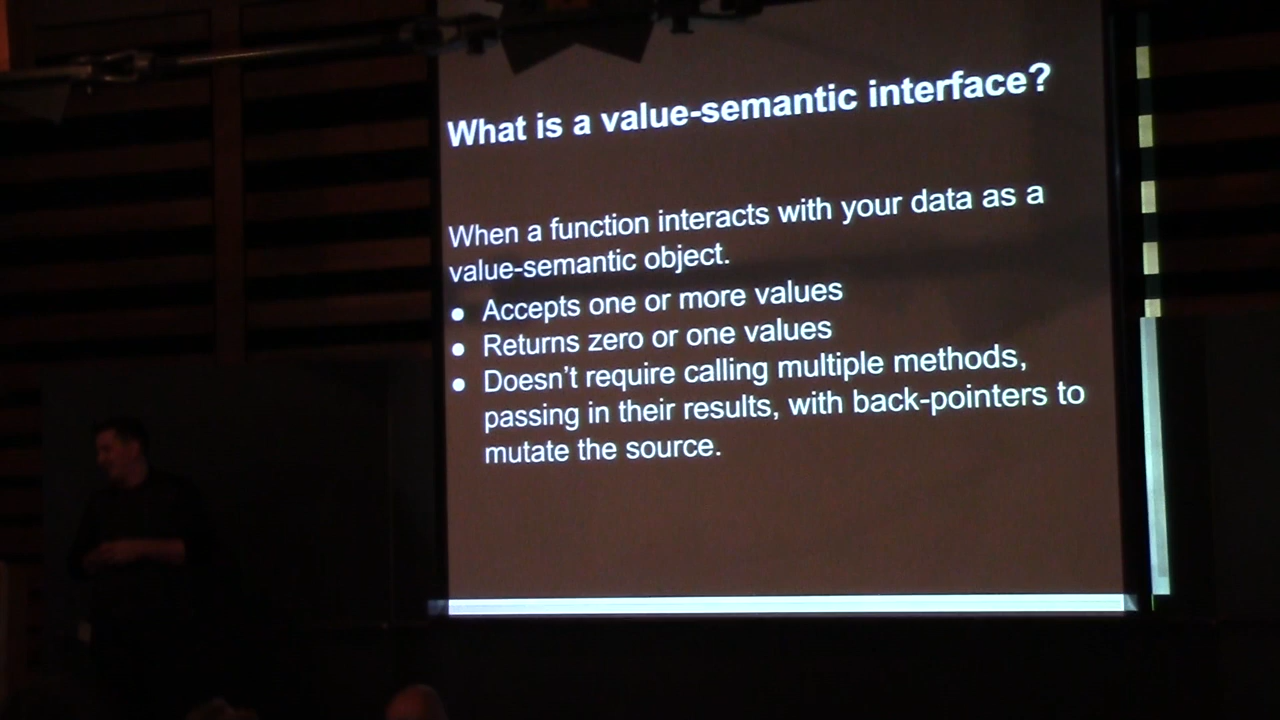 What is a value-semantic interface?
When a function interacts with your data as a
value-semantic object.
● Accepts one or more values
● Returns zero or one values
● Doesn't require calling multiple methods,
passing in their results, with back-pointers to
mutate the source.